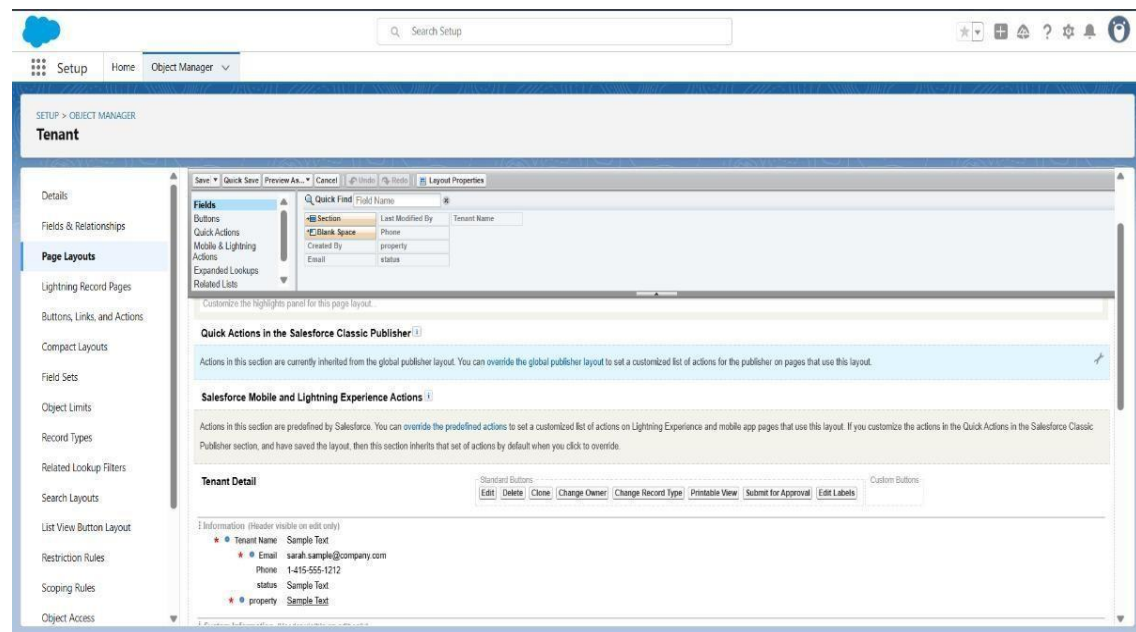 Search Setup
Setup Home Object Manager
SETUP > OBJECT MANAGER
Tenant
Details
Fields & Relationships
Page Layouts
Lightning Record Pages
Buttons, Links, and Actions
Compact Layouts
Field Sets
Object Limits
Record Types
Related Lookup Filters
Search Layouts
List View Button Layout
Restriction Rules
Scoping Rules
Object Access
Save Quick Save Preview As... Cancel Undo Redo Layout Properties
Fields
Buttons
Quick Actions
Mobile & Lightning
Actions
Expanded Lookups
Related Lists
Quick Find Field Name
Section Last Modified By Tenant Name
Blank Space Phone
Created By property
Email status
Customize the highlights panel for this page layout.
Quick Actions in the Salesforce Classic Publisher
Actions in this section are currently inherited from the global publisher layout. You can override the global publisher layout to set a customized list of actions for the publisher on pages that use this layout.
Salesforce Mobile and Lightning Experience Actions
Actions in this section are predefined by Salesforce. You can override the predefined actions to set a customized list of actions on Lightning Experience and mobile app pages that use this layout. If you customize the actions in the Quick Actions in the Salesforce Classic
Publisher section, and have saved the layout, then this section inherits that set of actions by default when you click to override.
Tenant Detail
Standard Buttons
Edit Delete Clone Change Owner Change Record Type Printable View Submit for Approval Edit Labels
Custom Buttons
Information (Header visible on edit only)
* Tenant Name Sample Text
* Email sarah.sample@company.com
Phone 1-415-555-1212
status Sample Text
* property Sample Text